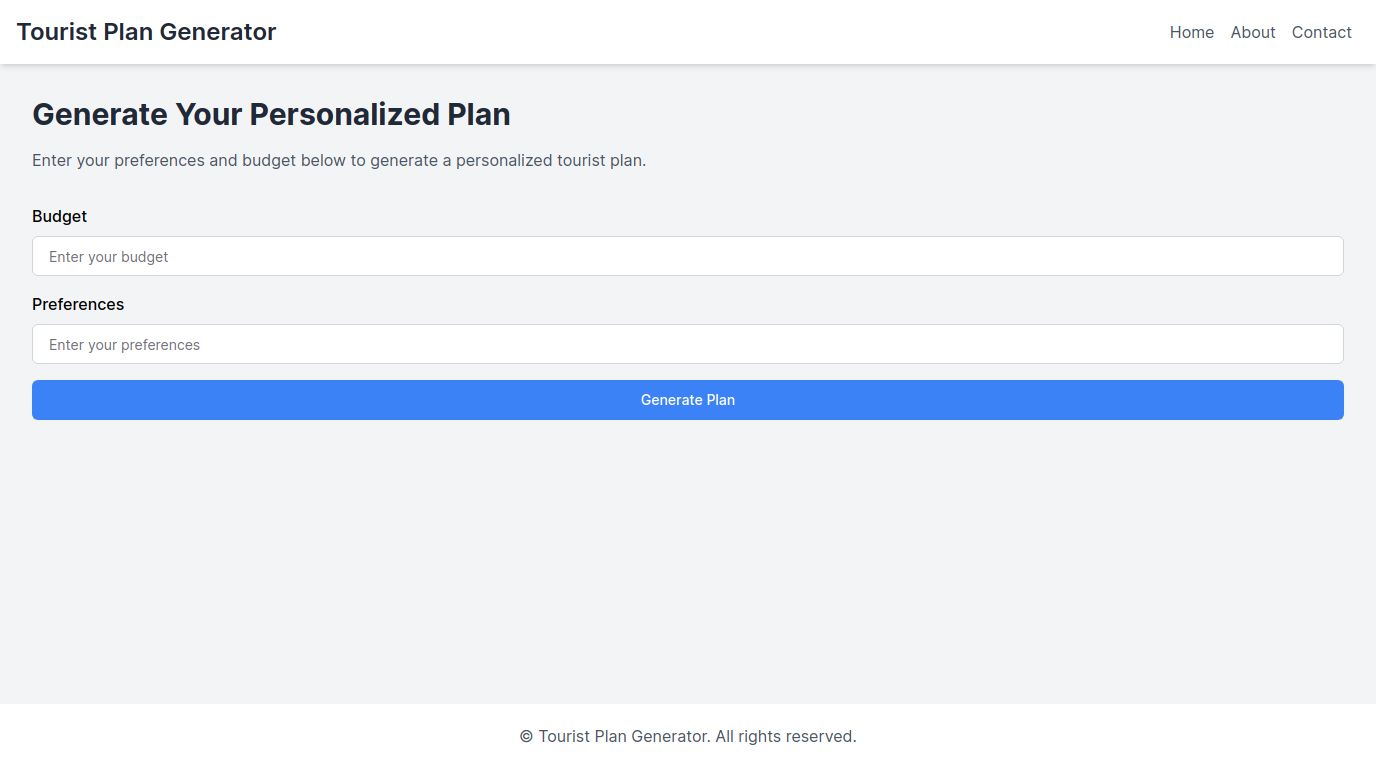 Tourist Plan Generator
Home About Contact
Generate Your Personalized Plan
Enter your preferences and budget below to generate a personalized tourist plan.
Budget
Enter your budget
Preferences
Enter your preferences
Generate Plan
© Tourist Plan Generator. All rights reserved.